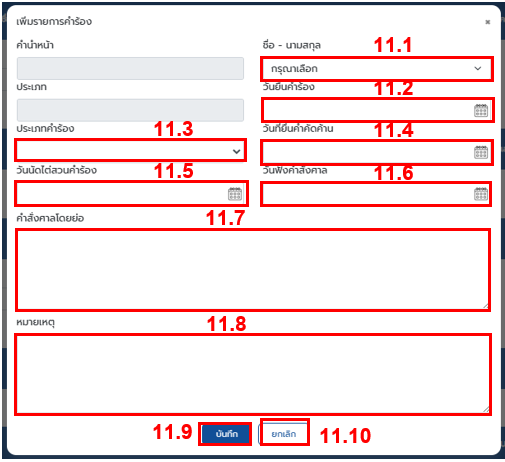 เพิ่มรายการคำร้อง ×
คำนำหน้า ชื่อ - นามสกุล 11.1
กรุณาเลือก
ประเภท วันยื่นคำร้อง 11.2
ประเภทคำร้อง 11.3 วันที่ยื่นคำคัดค้าน 11.4
วันนัดไต่สวนคำร้อง 11.5 วันฟังคำสั่งศาล 11.6
คำสั่งศาลโดยย่อ 11.7
หมายเหตุ 11.8
11.9 บันทึก ยกเลิก 11.10